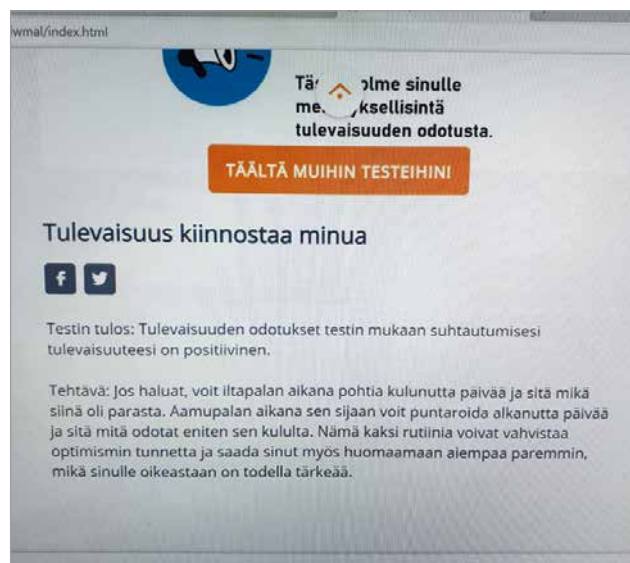 wmal/index.html
olme sinulle
ksellisintä
tulevaisuuden odotusta.
TÄÄLTÄ MUIHIN TESTEIHIN!
Tulevaisuus kiinnostaa minua
Testin tulos: Tulevaisuuden odotukset testin mukaan suhtautumisesi
tulevaisuuteesi on positiivinen.
Tehtävä: Jos haluat, voit iltapalan aikana pohtia kulunutta päivää ja sitä mikä
siinä oli parasta. Aamupalan aikana sen sijaan voit puntaroida alkanutta päivää
ja sitä mitä odotat eniten sen kululta. Nämä kaksi rutiinia voivat vahvistaa
optimismin tunnetta ja saada sinut myös huomaamaan aiempaa paremmin,
mikä sinulle oikeastaan on todella tärkeää.